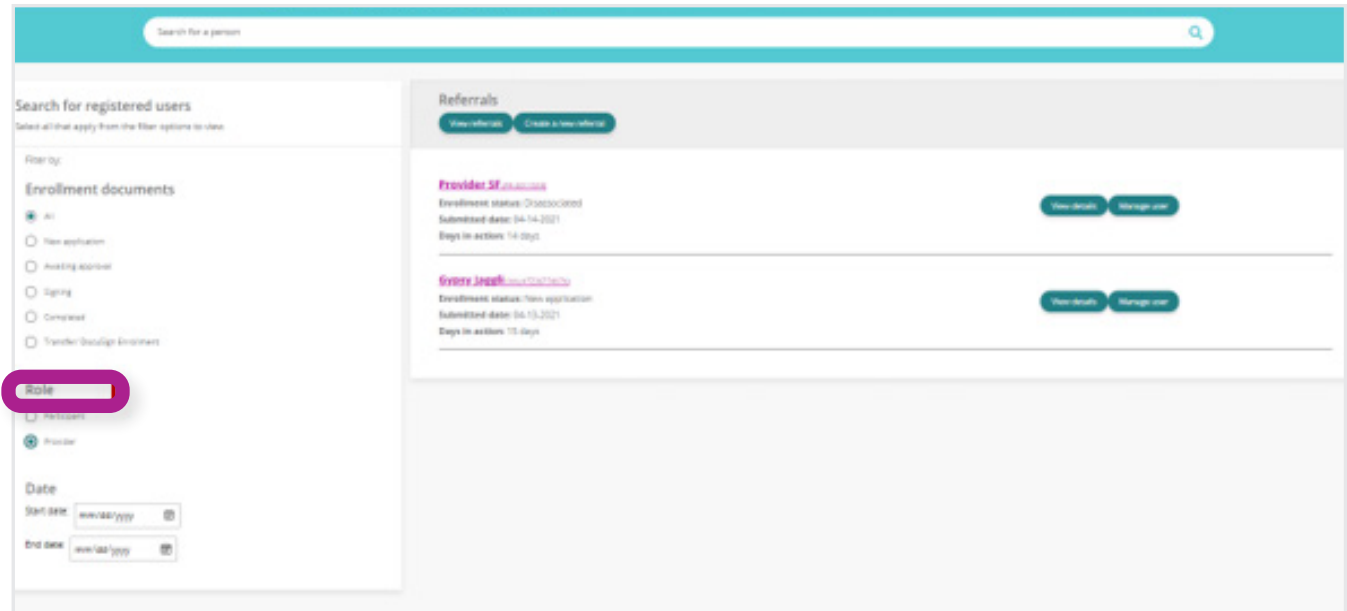 Search for a person
Search for registered users
Select all that apply from the filter options to view.
Filter by:
Enrollment documents
All
New application
Awaiting approval
Signing
Completed
Transfer DocuSign Enrollment
Role
Participant
Provider
Date
Start date: mm/dd/yyyy
End date: mm/dd/yyyy
Referrals
View referrals Create a new referral
Provider SF
Enrollment status: Disassociated
Submitted date: 04-14-2021
Days in action: 14 days
View details Manage user
Gypsy Jaggli
Enrollment status: New application
Submitted date: 04-13-2021
Days in action: 15 days
View details Manage user